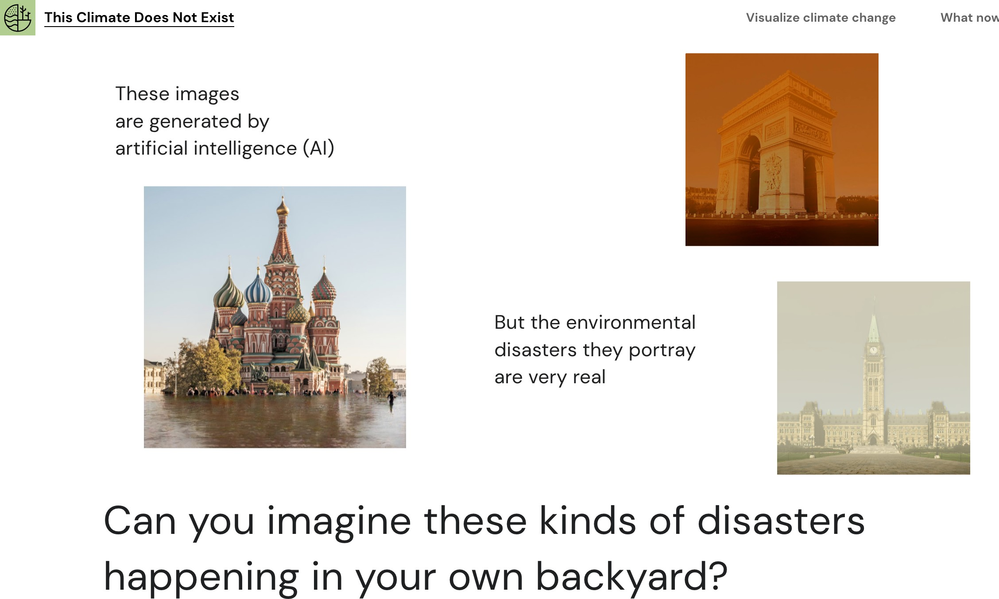 This Climate Does Not Exist
Visualize climate change
What now
These images
are generated by
artificial intelligence (AI)
But the environmental
disasters they portray
are very real
Can you imagine these kinds of disasters
happening in your own backyard?